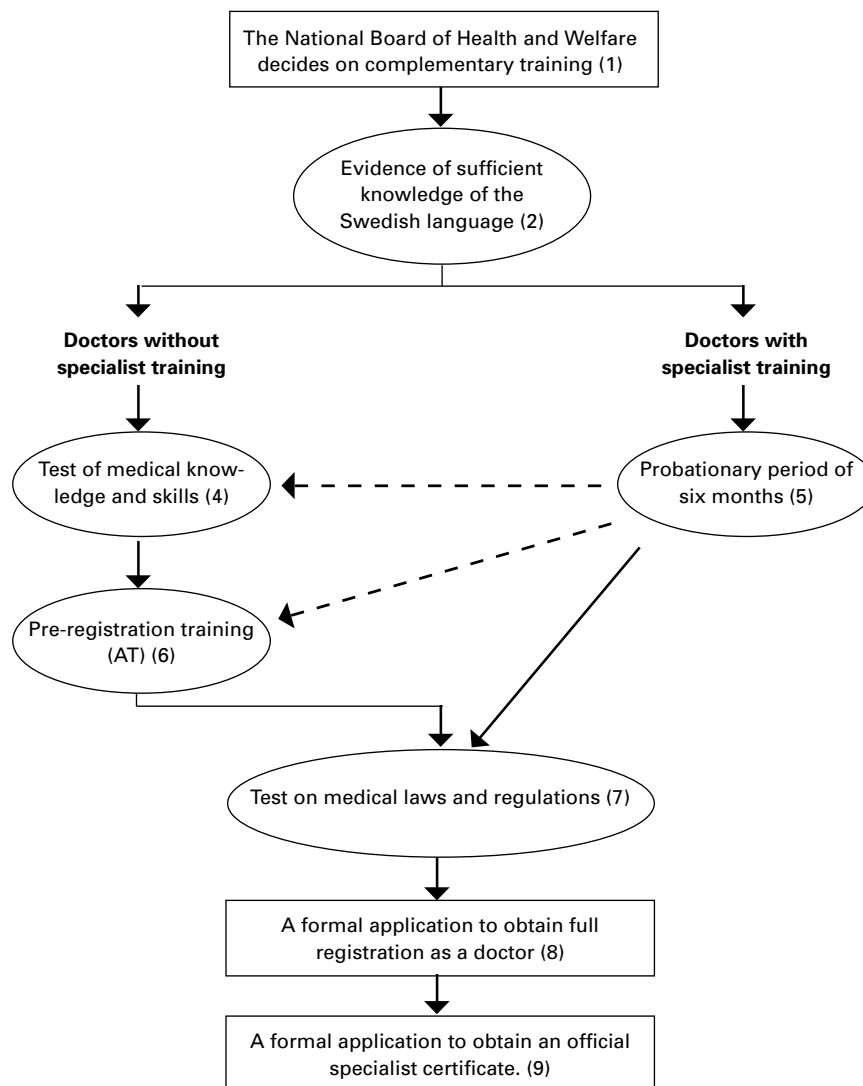 The National Board of Health and Welfare
decides on complementary training (1)
Evidence of sufficient
knowledge of the
Swedish language (2)
Doctors without
specialist training
Doctors with
specialist training
Test of medical know-
ledge and skills (4)
Probationary period of
six months (5)
Pre-registration training
(AT) (6)
Test on medical laws and regulations (7)
A formal application to obtain full
registration as a doctor (8)
A formal application to obtain an official
specialist certificate. (9)